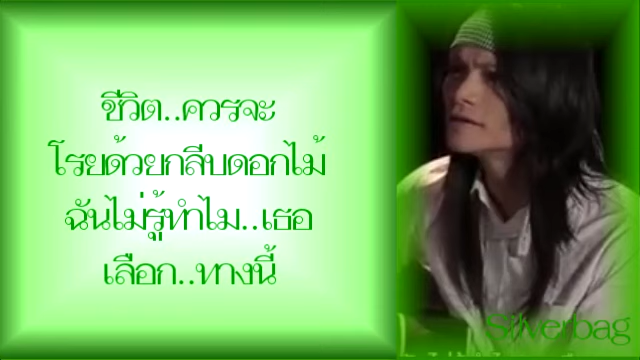 ชีวิต..ควรจะ
โรยด้วยกลีบดอกไม้
ฉันไม่รู้ทำไม..เธอ
เลือก..ทางนี้
Silverbag